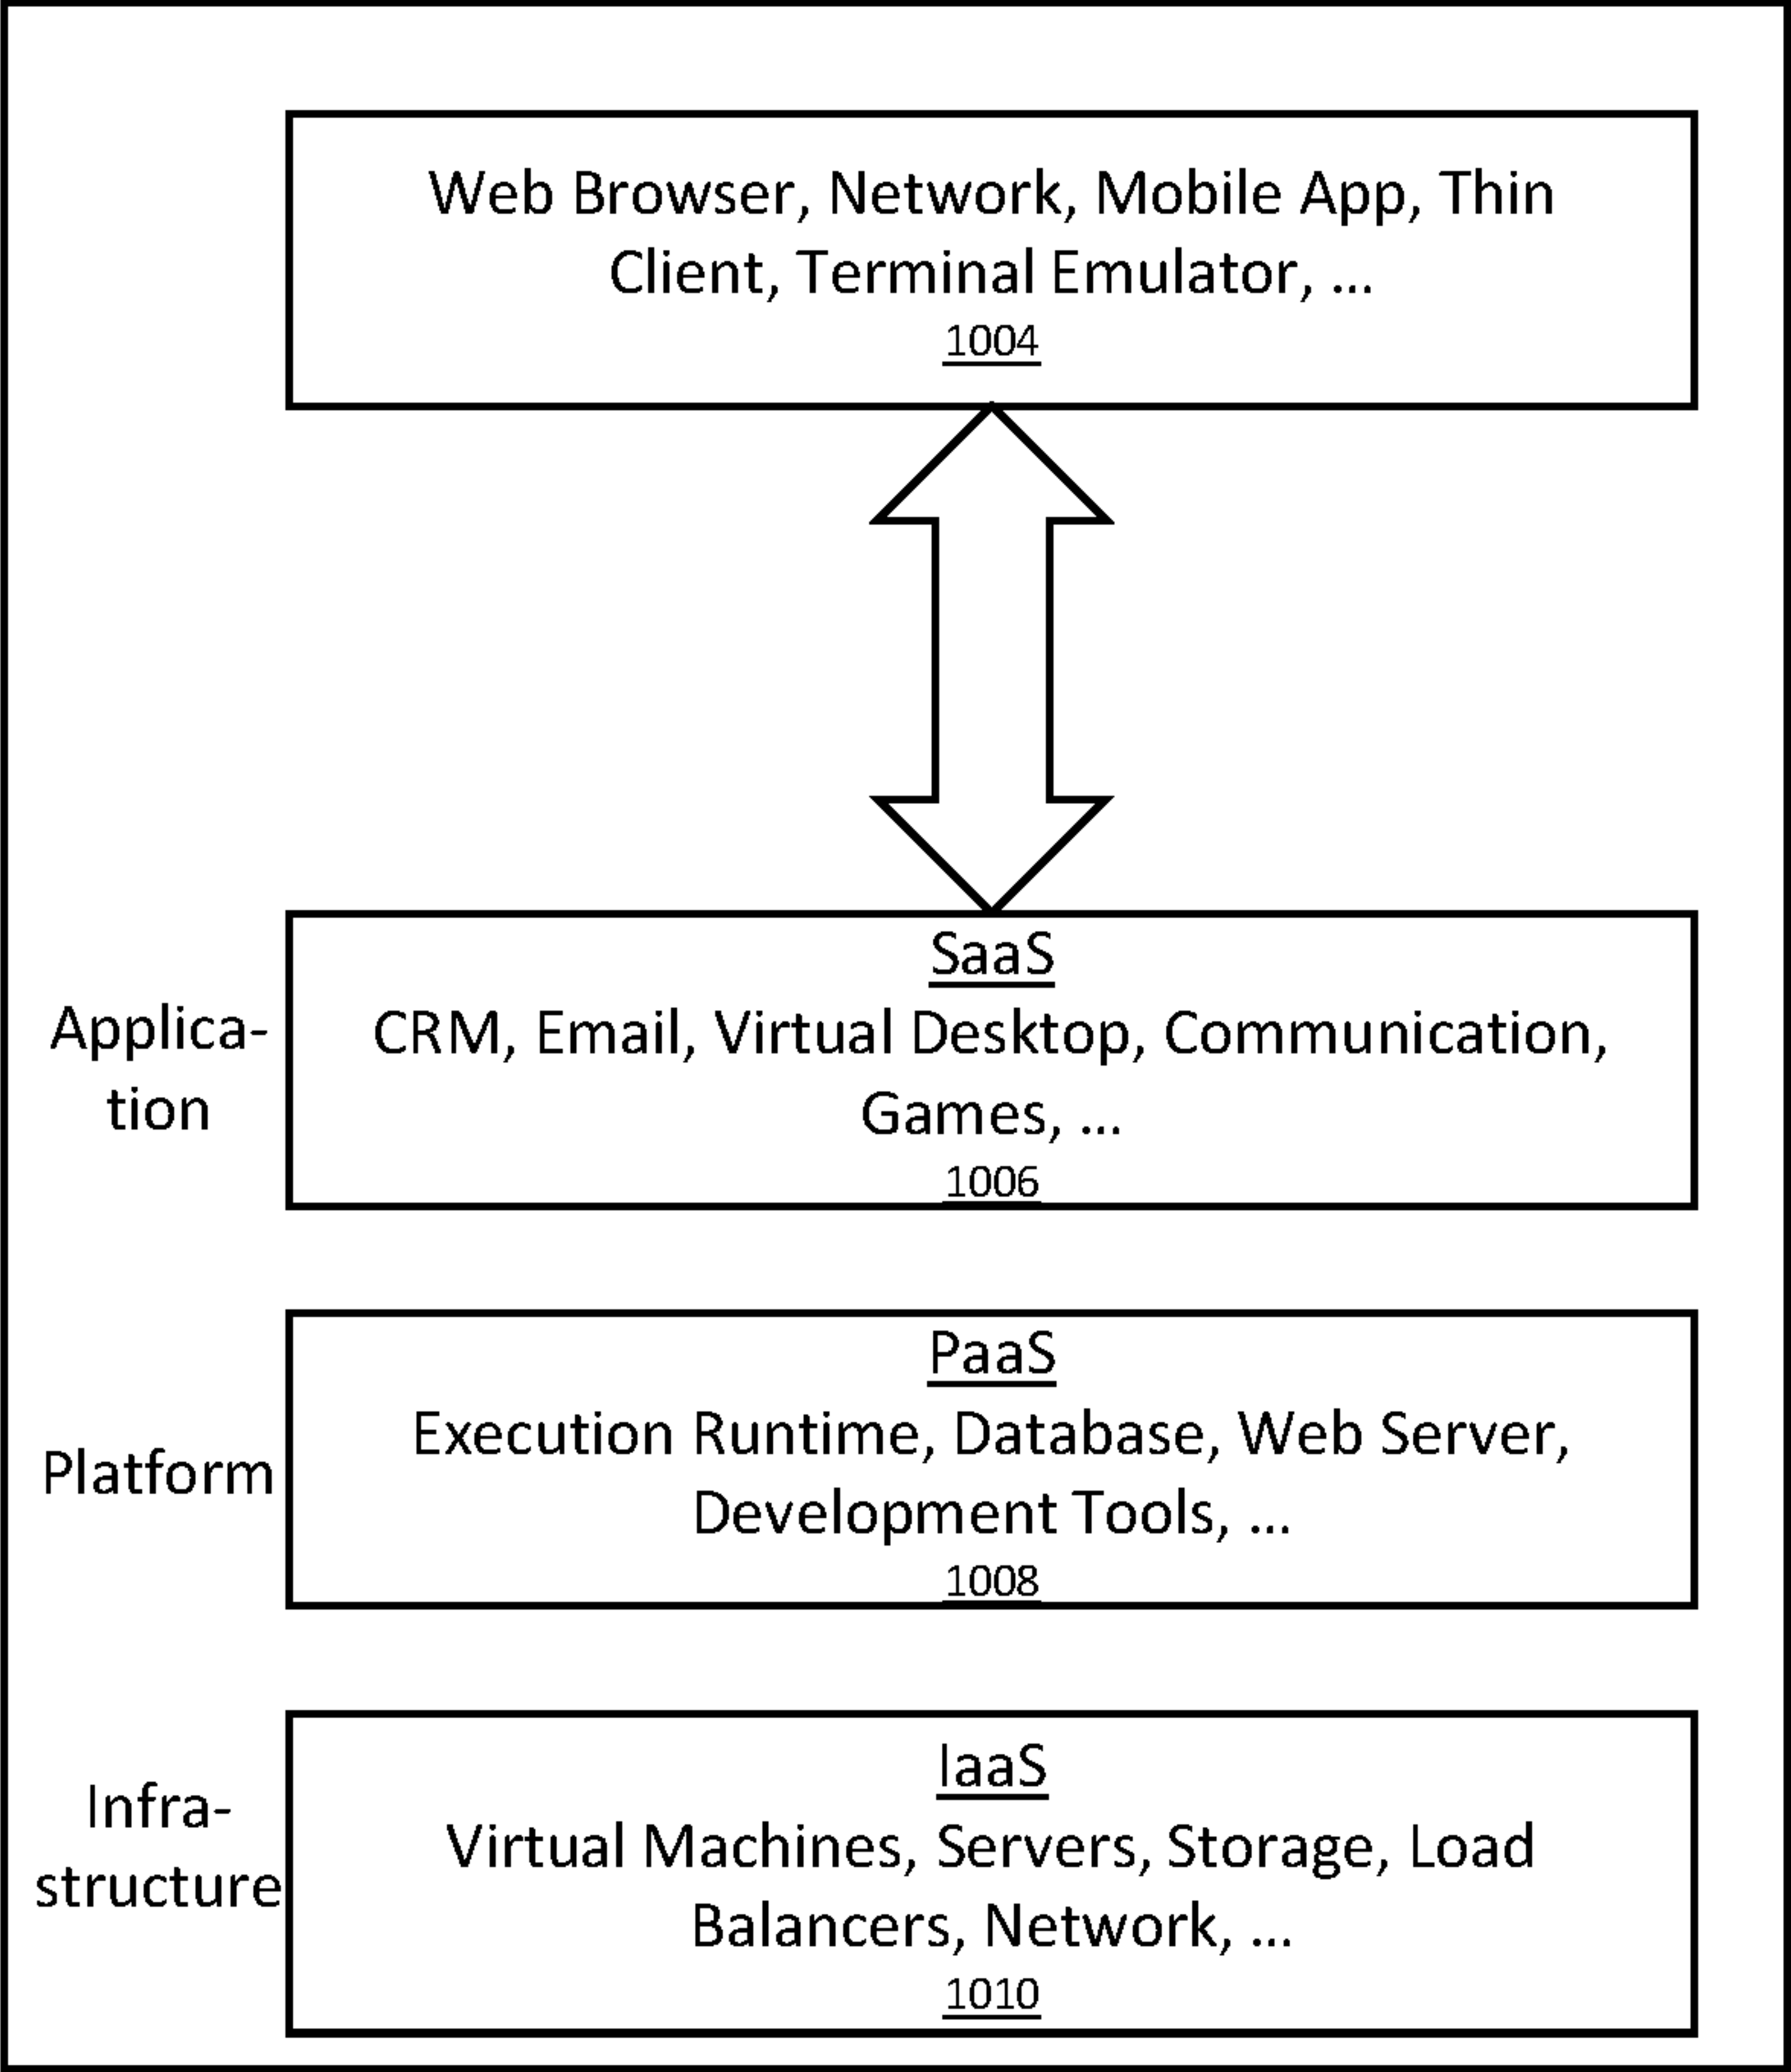 Web Browser, Network, Mobile App, Thin
Client, Terminal Emulator, ...
1004
SaaS
Applica-
tion
CRM, Email, Virtual Desktop, Communication,
Games, ...
1006
PaaS
Platform
Execution Runtime, Database, Web Server,
Development Tools, ...
1008
IaaS
Infra-
structure
Virtual Machines, Servers, Storage, Load
Balancers, Network, ...
1010